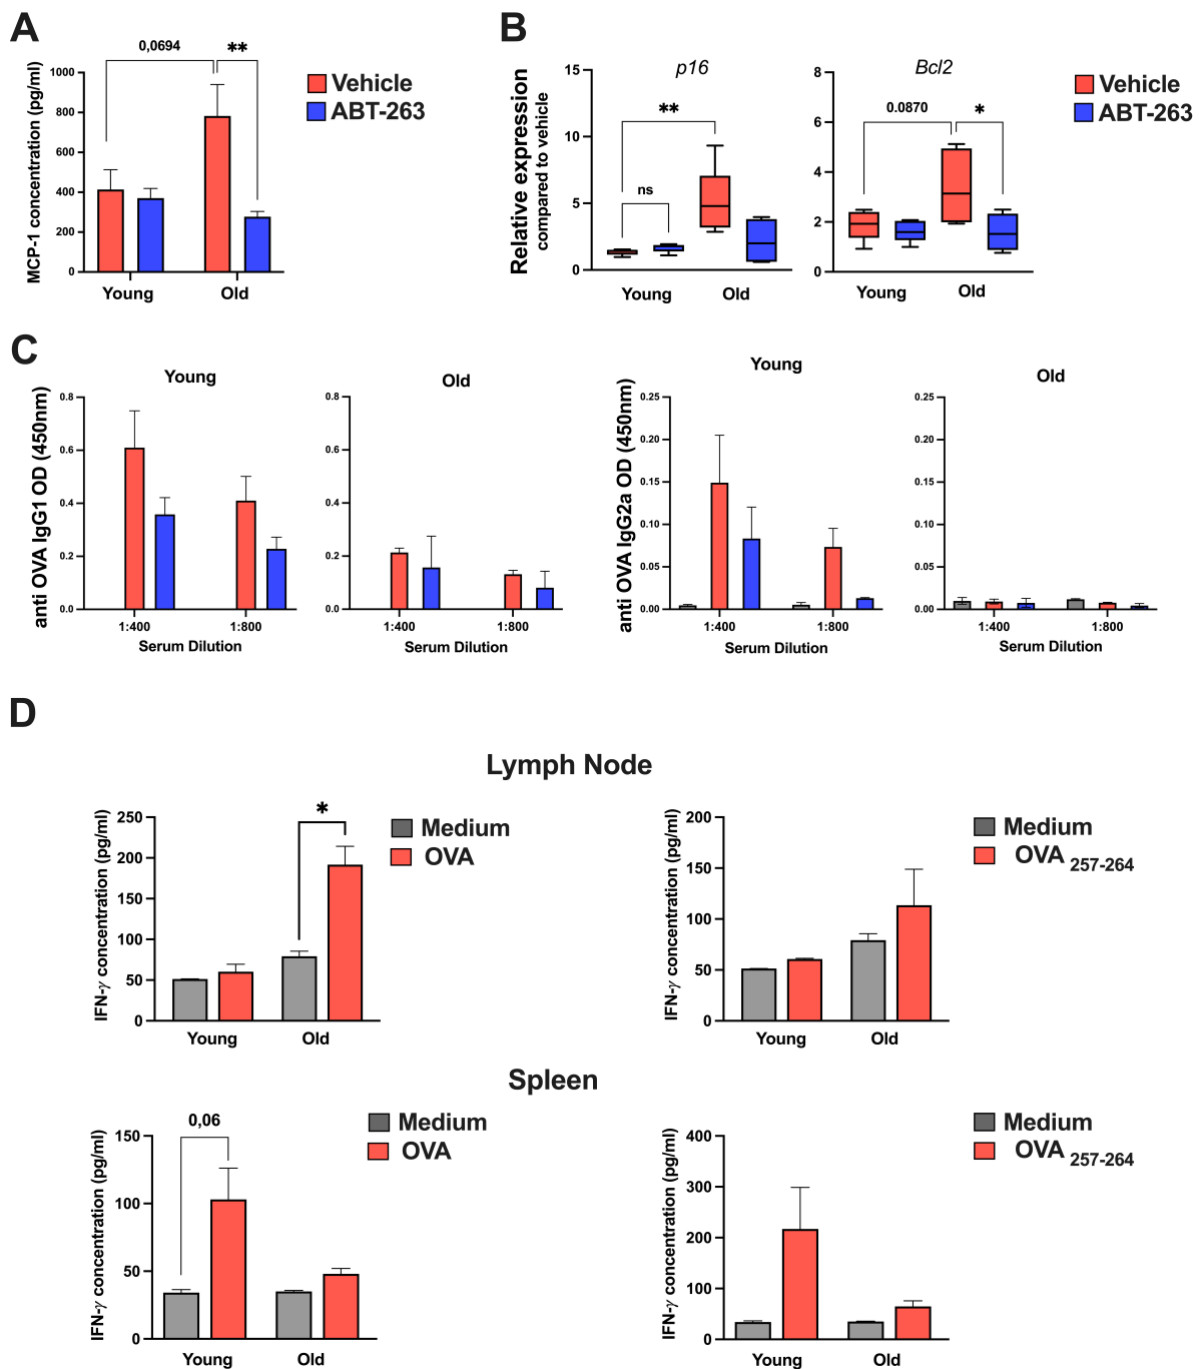 A
0,0694
**
MCP-1 concentration (pg/ml)
1000
800
600
400
200
0
Young
Old
Vehicle
ABT-263
B
Relative expression
compared to vehicle
p16
15
10
5
0
**
ns
Young
Old
Bcl2
8
6
4
2
0
0.0870
*
Young
Old
Vehicle
ABT-263
C
anti OVA IgG1 OD (450nm)
Young
0.8
0.6
0.4
0.2
0.0
1:400
1:800
Serum Dilution
Old
0.8
0.6
0.4
0.2
0.0
1:400
1:800
Serum Dilution
anti OVA IgG2a OD (450nm)
Young
0.25
0.20
0.15
0.10
0.05
0.00
1:400
1:800
Serum Dilution
Old
0.25
0.20
0.15
0.10
0.05
0.00
1:400
1:800
Serum Dilution
D
Lymph Node
IFN-γ concentration (pg/ml)
250
200
150
100
50
0
*
Young
Old
Medium
OVA
IFN-γ concentration (pg/ml)
200
150
100
50
0
Young
Old
Medium
OVA 257-264
Spleen
IFN-γ concentration (pg/ml)
150
100
50
0
0,06
Young
Old
Medium
OVA
IFN-γ concentration (pg/ml)
400
300
200
100
0
Young
Old
Medium
OVA 257-264